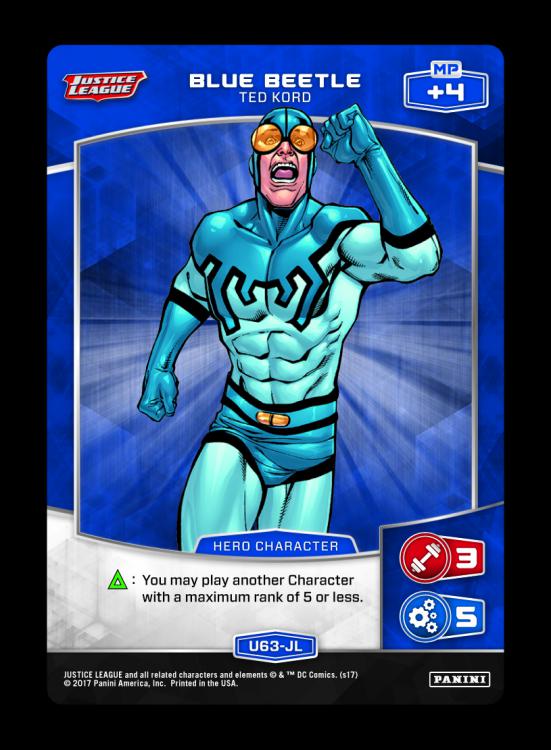 JUSTICE
LEAGUE
BLUE BEETLE
TED KORD
MP
+4
HERO CHARACTER
: You may play another Character
with a maximum rank of 5 or less.
3
5
U63-JL
JUSTICE LEAGUE and all related characters and elements © & ™ DC Comics. (s17)
© 2017 Panini America, Inc. Printed in the USA.
PANINI